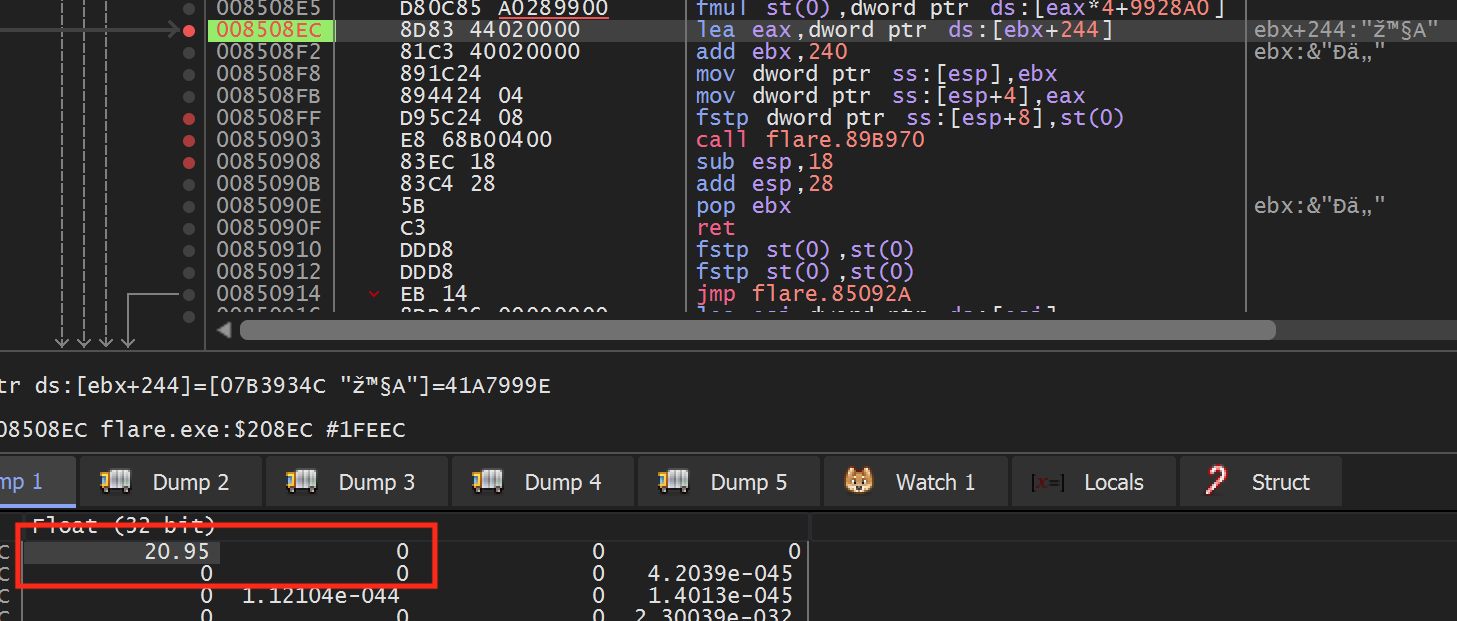 008508E5 D80C85 A0289900 fmul st(0),dword ptr ds:[eax*4+9928A0]
008508EC 8D83 44020000 lea eax,dword ptr ds:[ebx+244] ebx+244:"ž™§A"
008508F2 81C3 40020000 add ebx,240 ebx:&"Ðä„"
008508F8 891C24 mov dword ptr ss:[esp],ebx
008508FB 894424 04 mov dword ptr ss:[esp+4],eax
008508FF D95C24 08 fstp dword ptr ss:[esp+8],st(0)
00850903 E8 68B00400 call flare.89B970
00850908 83EC 18 sub esp,18
0085090B 83C4 28 add esp,28
0085090E 5B pop ebx ebx:&"Ðä„"
0085090F C3 ret
00850910 DDD8 fstp st(0),st(0)
00850912 DDD8 fstp st(0),st(0)
00850914 EB 14 jmp flare.85092A
tr ds:[ebx+244]=[07B3934C "ž™§A"]=41A7999E
08508EC flare.exe:$208EC #1FEEC
mp 1 Dump 2 Dump 3 Dump 4 Dump 5 Watch 1 [x=] Locals Struct
Float (32 bit)
C 20.95 0 0 0
C 0 0 0 4.2039e-045
C 0 1.12104e-044 0 1.4013e-045
C 0 0 0 2.30039e-032